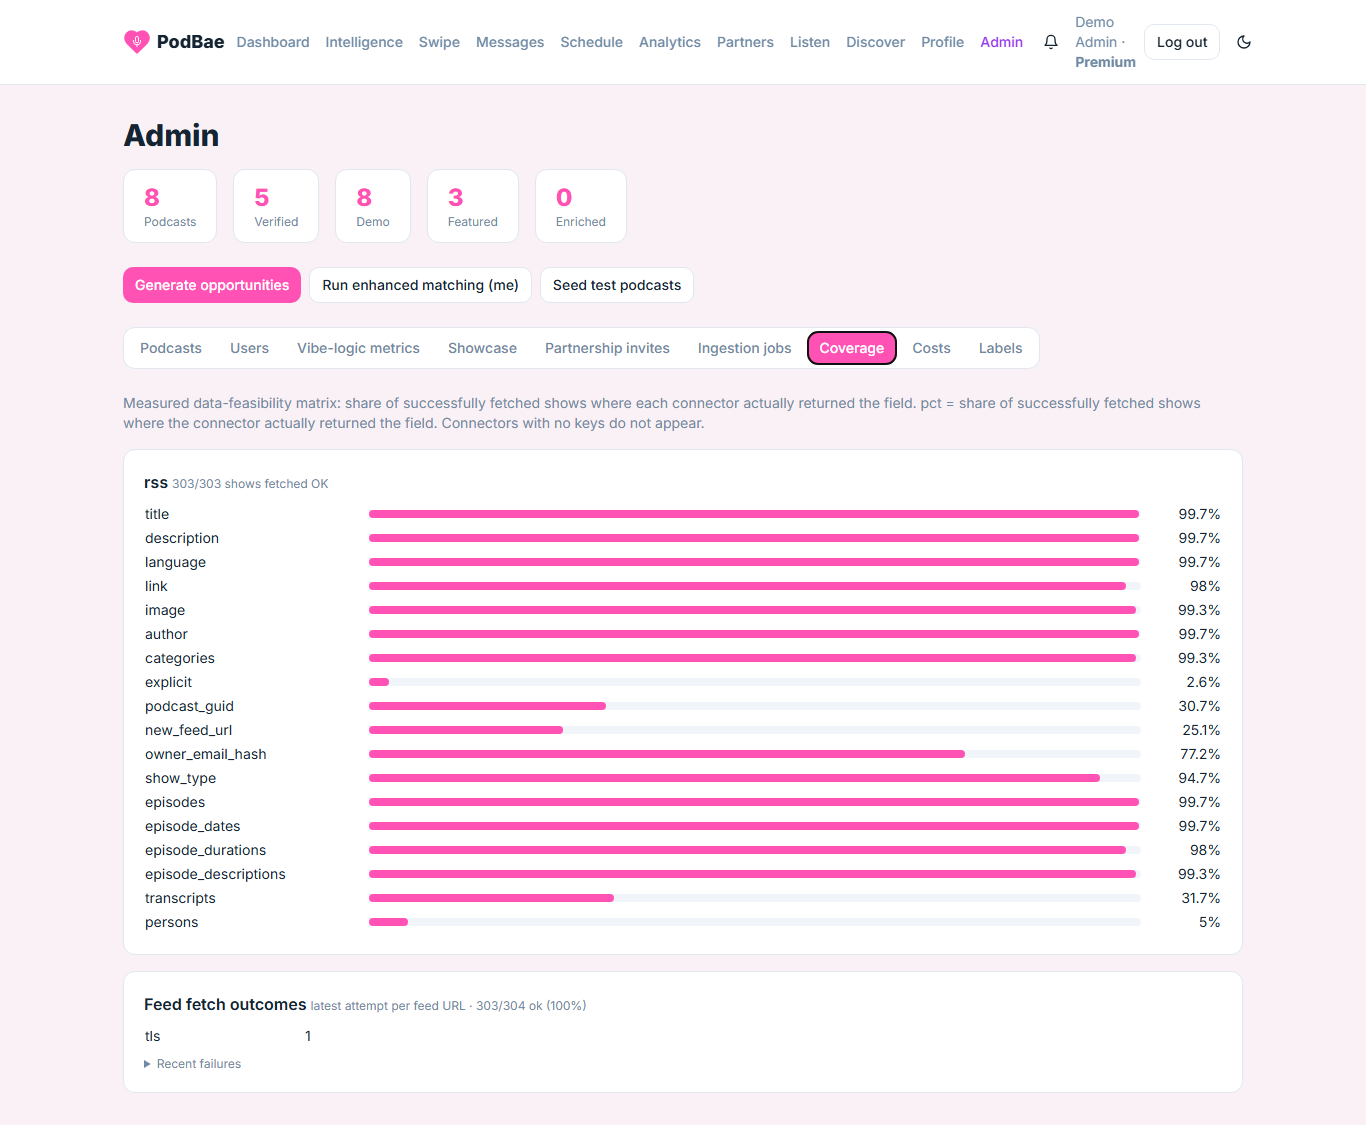 PodBae
Dashboard
Intelligence
Swipe
Messages
Schedule
Analytics
Partners
Listen
Discover
Profile
Admin
Demo
Admin ·
Premium
Log out
Admin
8
Podcasts
5
Verified
8
Demo
3
Featured
0
Enriched
Generate opportunities
Run enhanced matching (me)
Seed test podcasts
Podcasts
Users
Vibe-logic metrics
Showcase
Partnership invites
Ingestion jobs
Coverage
Costs
Labels
Measured data-feasibility matrix: share of successfully fetched shows where each connector actually returned the field. pct = share of successfully fetched shows
where the connector actually returned the field. Connectors with no keys do not appear.
rss 303/303 shows fetched OK
title 99.7%
description 99.7%
language 99.7%
link 98%
image 99.3%
author 99.7%
categories 99.3%
explicit 2.6%
podcast_guid 30.7%
new_feed_url 25.1%
owner_email_hash 77.2%
show_type 94.7%
episodes 99.7%
episode_dates 99.7%
episode_durations 98%
episode_descriptions 99.3%
transcripts 31.7%
persons 5%
Feed fetch outcomes latest attempt per feed URL · 303/304 ok (100%)
tls 1
Recent failures